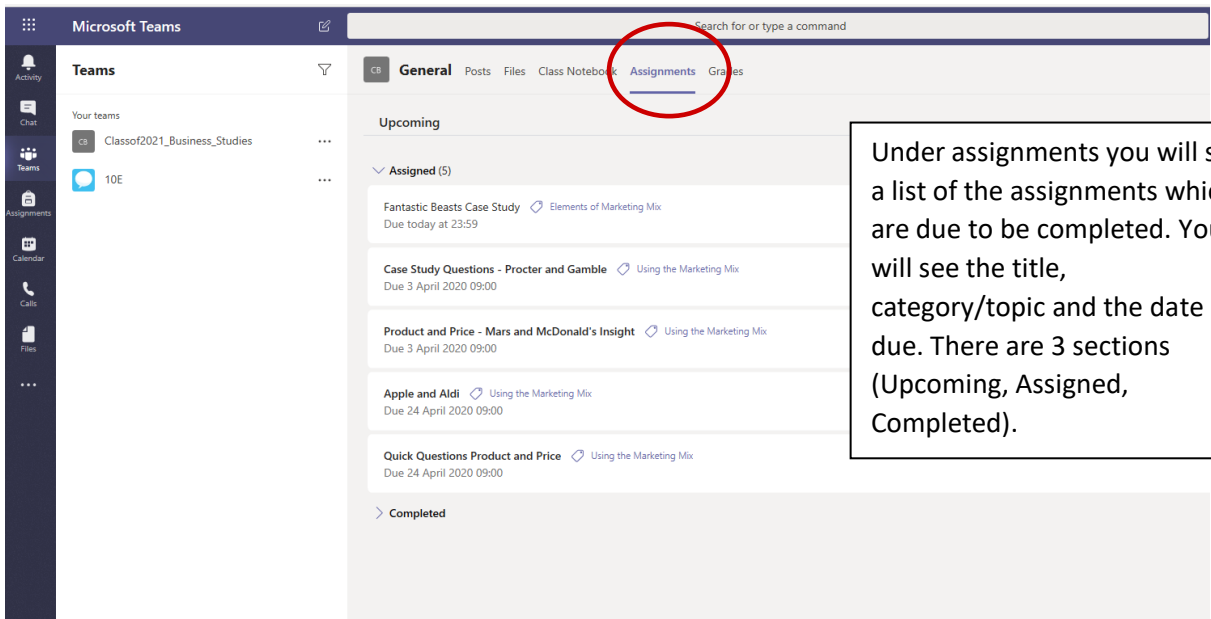 Microsoft Teams
Search for or type a command
Activity
Chat
Teams
Assignments
Calendar
Calls
Files
Teams
Your teams
CB Classof2021_Business_Studies
10E
CB General Posts Files Class Notebook Assignments Grades
Upcoming
Assigned (5)
Fantastic Beasts Case Study Elements of Marketing Mix
Due today at 23:59
Case Study Questions - Procter and Gamble Using the Marketing Mix
Due 3 April 2020 09:00
Product and Price - Mars and McDonald's Insight Using the Marketing Mix
Due 3 April 2020 09:00
Apple and Aldi Using the Marketing Mix
Due 24 April 2020 09:00
Quick Questions Product and Price Using the Marketing Mix
Due 24 April 2020 09:00
Completed
Under assignments you will s
a list of the assignments whi
are due to be completed. You
will see the title,
category/topic and the date
due. There are 3 sections
(Upcoming, Assigned,
Completed).